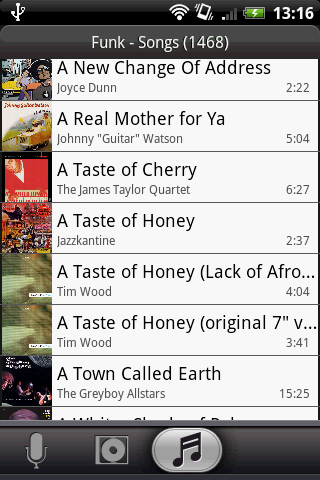 13:16
Funk - Songs (1468)
A New Change Of Address
Joyce Dunn 2:22
A Real Mother for Ya
Johnny "Guitar" Watson 5:04
A Taste of Cherry
The James Taylor Quartet 6:27
A Taste of Honey
Jazzkantine 2:37
A Taste of Honey (Lack of Afro...
Tim Wood 4:04
A Taste of Honey (original 7" v...
Tim Wood 3:41
A Town Called Earth
The Greyboy Allstars 15:25